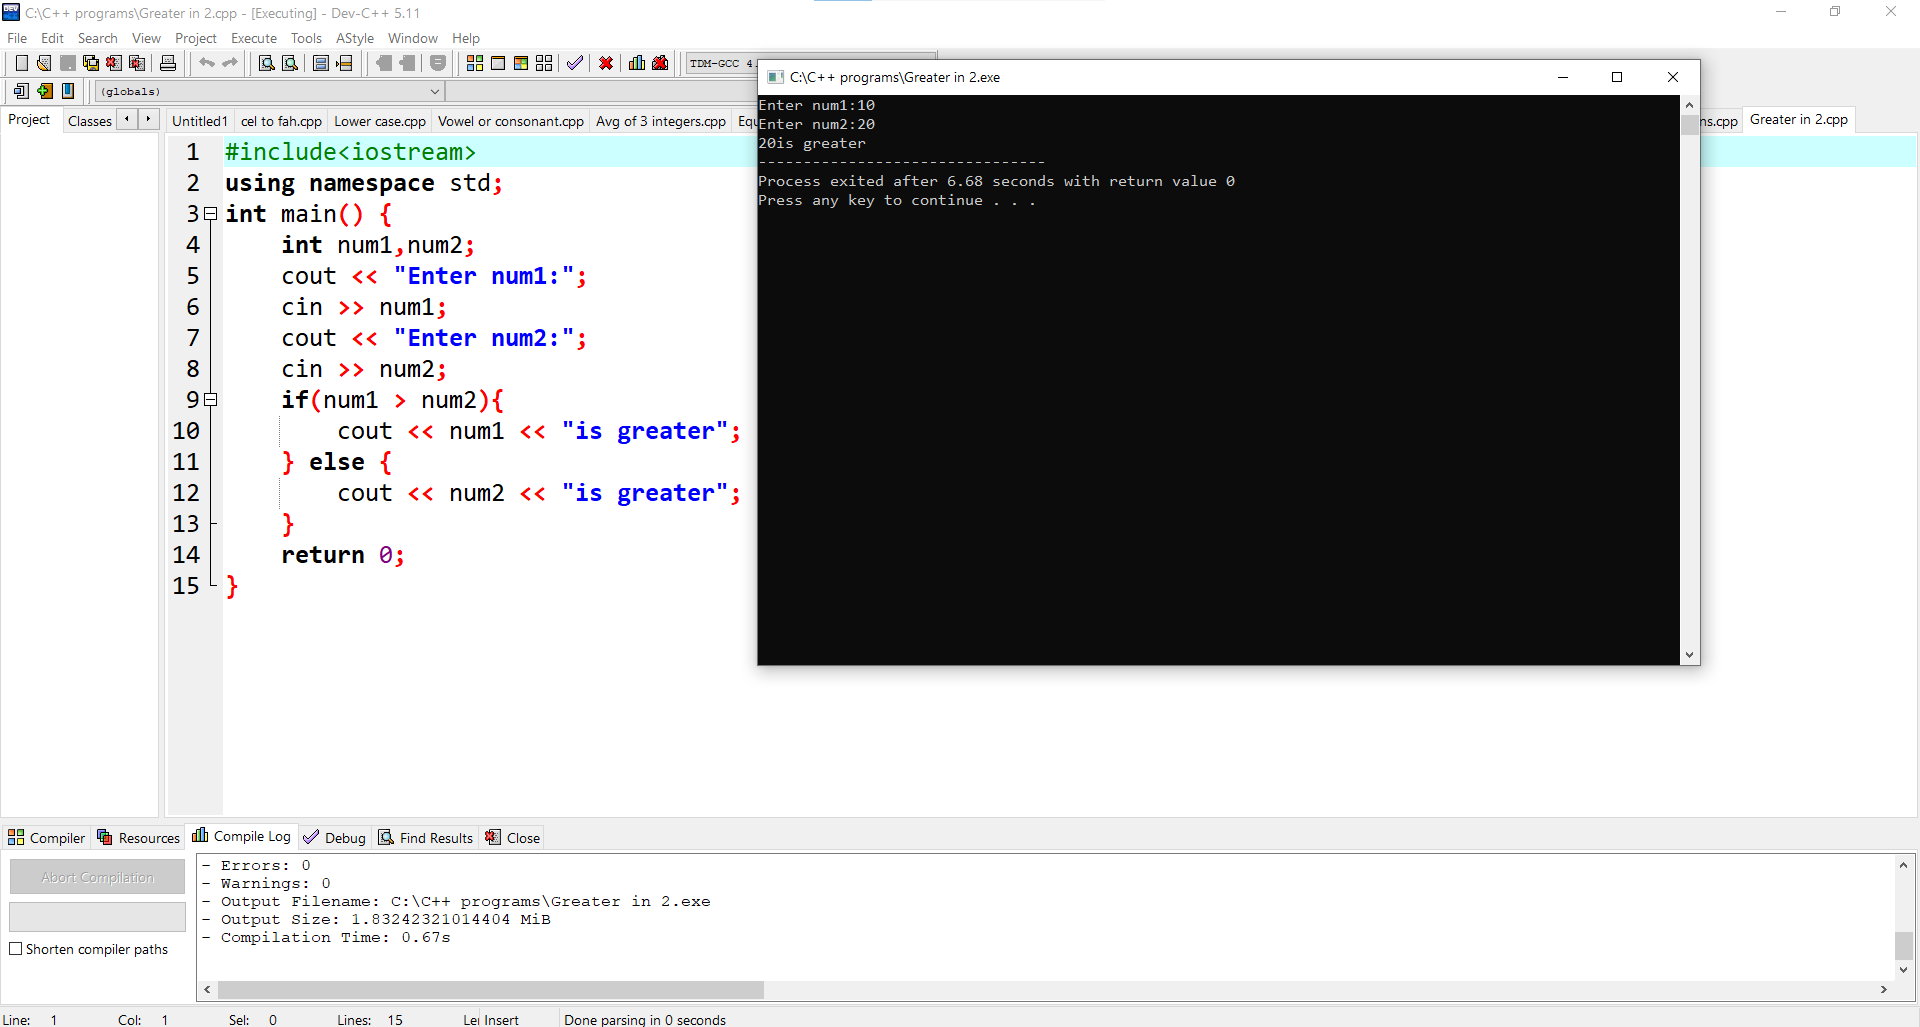 C:\C++ programs\Greater in 2.cpp - [Executing] - Dev-C++ 5.11
File Edit Search View Project Execute Tools AStyle Window Help
TDM-GCC 4.
(globals)
Project Classes Untitled1 cel to fah.cpp Lower case.cpp Vowel or consonant.cpp Avg of 3 integers.cpp Greater in 2.cpp
1 #include<iostream>
2 using namespace std;
3 int main() {
4 int num1,num2;
5 cout << "Enter num1:";
6 cin >> num1;
7 cout << "Enter num2:";
8 cin >> num2;
9 if(num1 > num2){
10 cout << num1 << "is greater";
11 } else {
12 cout << num2 << "is greater";
13 }
14 return 0;
15 }
C:\C++ programs\Greater in 2.exe
Enter num1:10
Enter num2:20
20is greater
--------------------------------
Process exited after 6.68 seconds with return value 0
Press any key to continue . . .
Compiler Resources Compile Log Debug Find Results Close
Abort Compilation
Shorten compiler paths
- Errors: 0
- Warnings: 0
- Output Filename: C:\C++ programs\Greater in 2.exe
- Output Size: 1.83242321014404 MiB
- Compilation Time: 0.67s
Line: 1 Col: 1 Sel: 0 Lines: 15 Insert Done parsing in 0 seconds